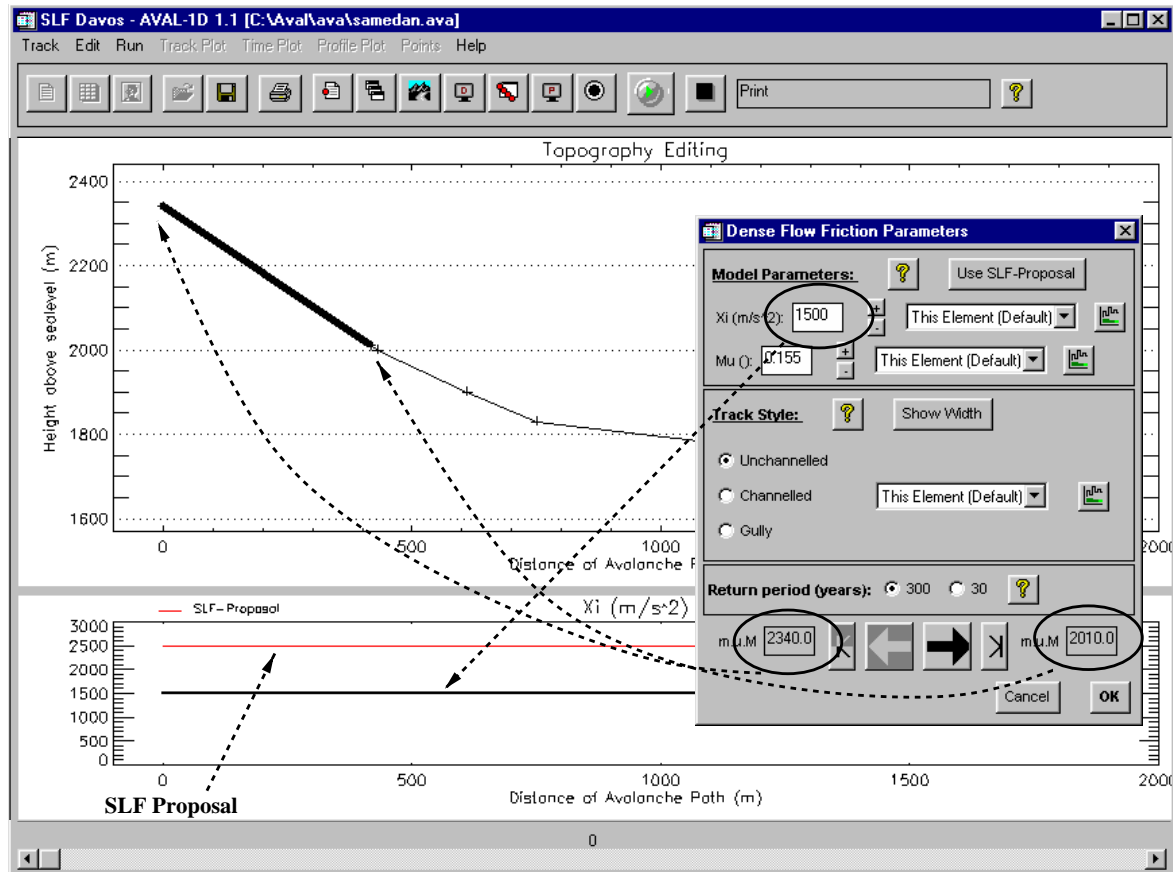 SLF Davos - AVAL-1D 1.1 [C:\Aval\ava\samedan.ava]
Track Edit Run Track Plot Time Plot Profile Plot Points Help
D P Print ?
Topography Editing
2400
2200
2000
1800
1600
Height above sealevel (m)
0 500 1000 2000
Distance of Avalanche P
Dense Flow Friction Parameters
Model Parameters: ? Use SLF-Proposal
Xi (m/s^2): 1500 + - This Element (Default)
Mu (): 0.155 + - This Element (Default)
Track Style: ? Show Width
Unchannelled
Channelled This Element (Default)
Gully
Return period (years): 300 30 ?
m.u.M 2340.0 m.u.M 2010.0
Cancel OK
SLF-Proposal Xi (m/s^2)
3000
2500
2000
1500
1000
500
0
0 500 1000 1500 2000
Distance of Avalanche Path (m)
SLF Proposal
0